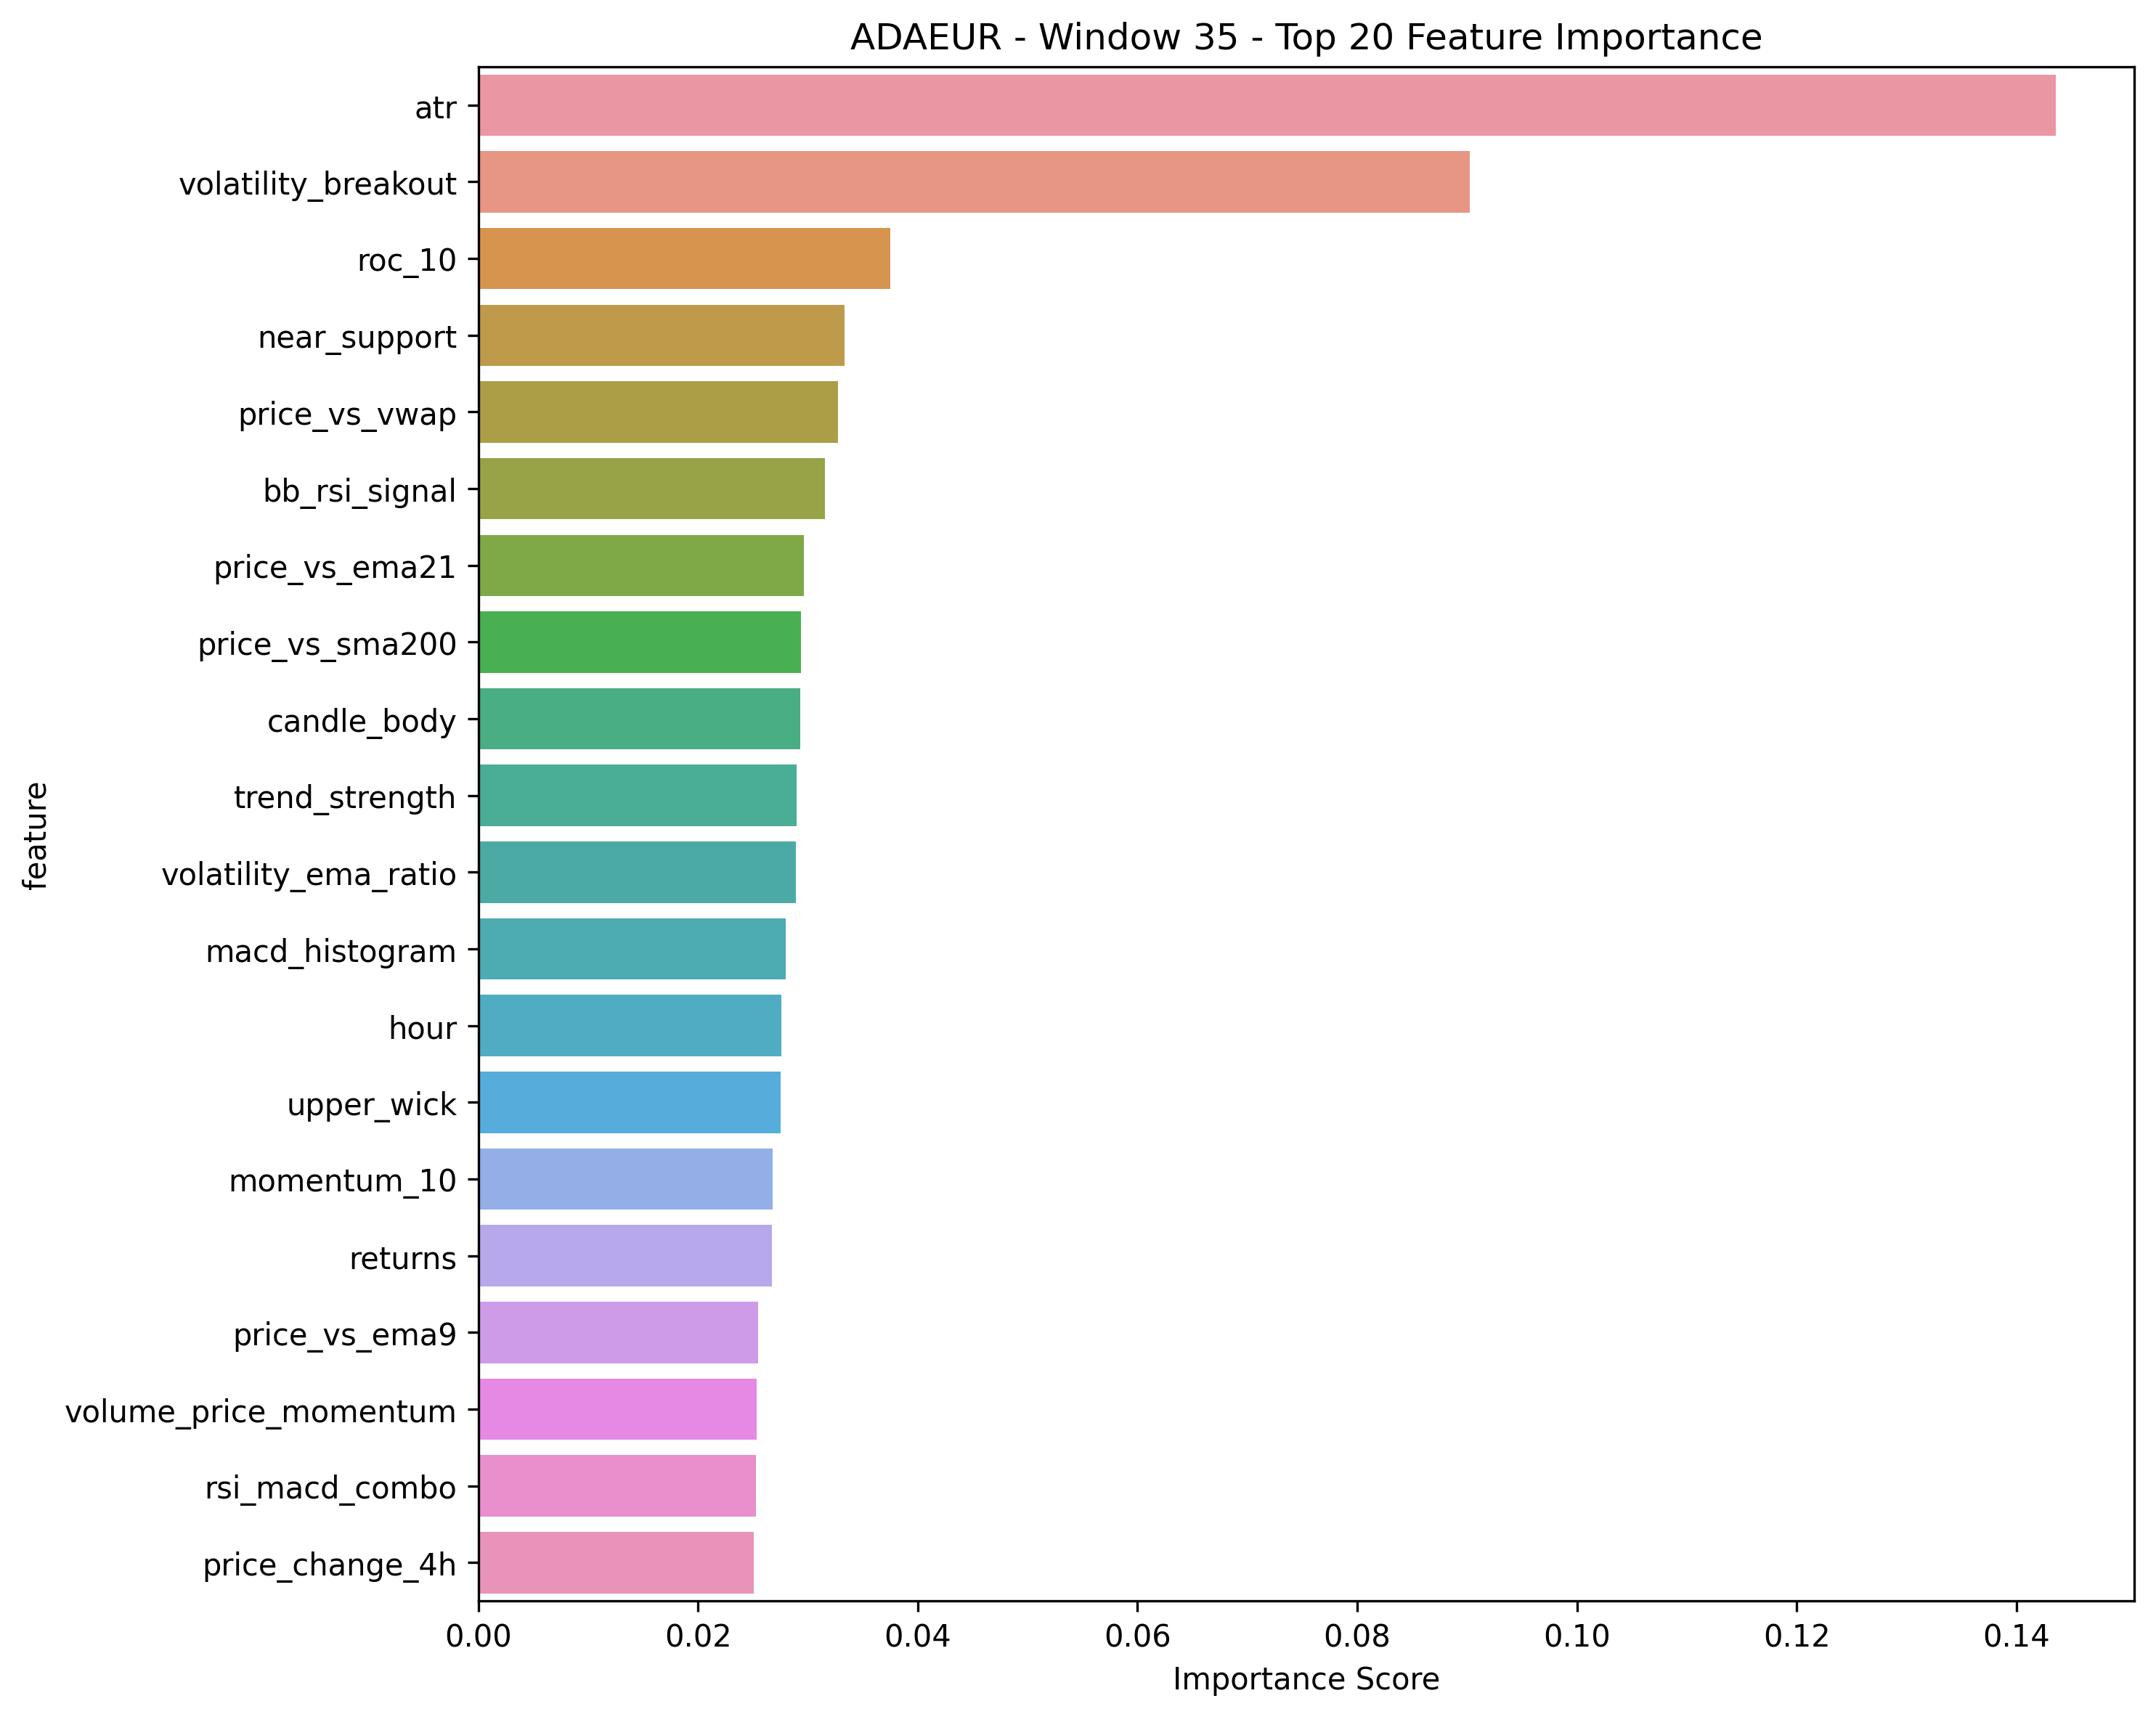 ADAEUR - Window 35 - Top 20 Feature Importance
atr
volatility_breakout
roc_10
near_support
price_vs_vwap
bb_rsi_signal
price_vs_ema21
price_vs_sma200
candle_body
trend_strength
volatility_ema_ratio
macd_histogram
hour
upper_wick
momentum_10
returns
price_vs_ema9
volume_price_momentum
rsi_macd_combo
price_change_4h
feature
0.00 0.02 0.04 0.06 0.08 0.10 0.12 0.14
Importance Score